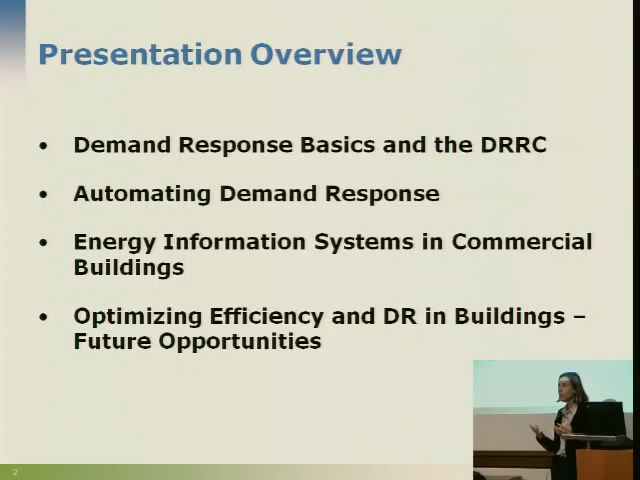 Presentation Overview
• Demand Response Basics and the DRRC
• Automating Demand Response
• Energy Information Systems in Commercial
Buildings
• Optimizing Efficiency and DR in Buildings –
Future Opportunities
2